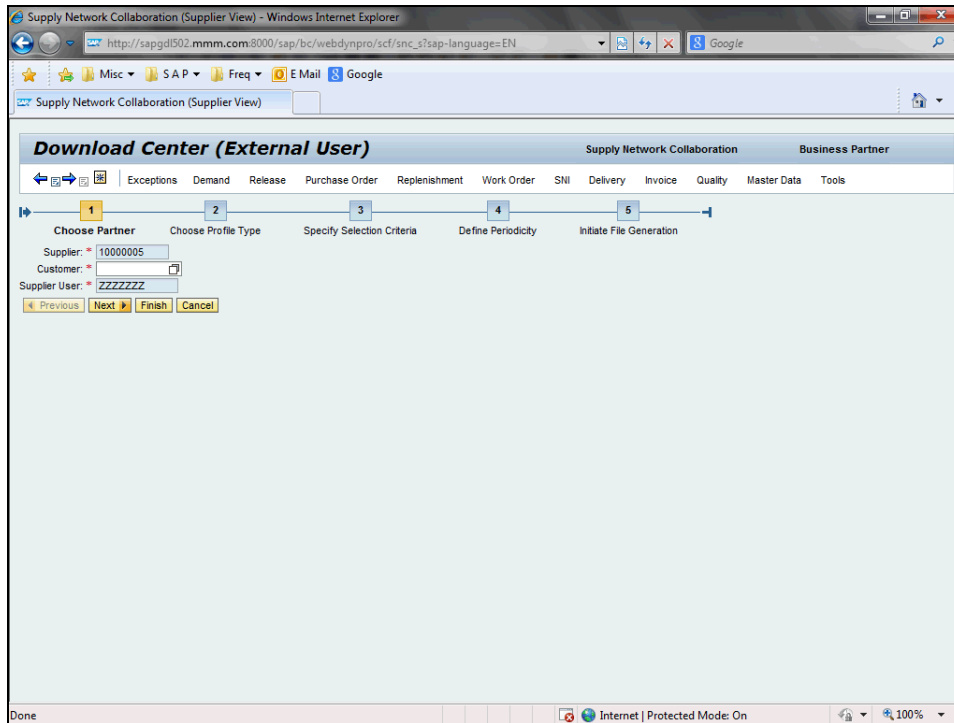 Supply Network Collaboration (Supplier View) - Windows Internet Explorer
http://sapgdl502.mmm.com:8000/sap/bc/webdynpro/scf/snc_s?sap-language=EN
Google
Misc SAP Freq E Mail Google
Supply Network Collaboration (Supplier View)
Download Center (External User) Supply Network Collaboration Business Partner
Exceptions Demand Release Purchase Order Replenishment Work Order SNI Delivery Invoice Quality Master Data Tools
1 2 3 4 5
Choose Partner Choose Profile Type Specify Selection Criteria Define Periodicity Initiate File Generation
Supplier: * 10000005
Customer: *
Supplier User: * ZZZZZZZ
Previous Next Finish Cancel
Done Internet | Protected Mode: On 100%